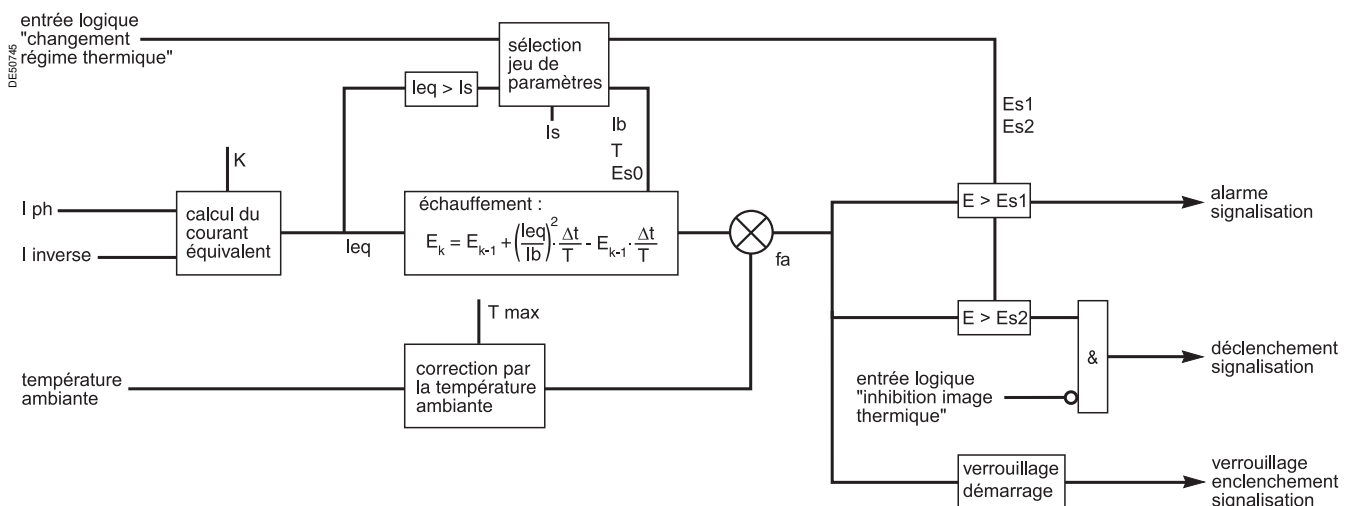 entrée logique
"changement
régime thermique"
DE50745
sélection
jeu de
paramètres
Ieq > Is
Is
Ib
T
Es0
Es1
Es2
K
I ph
I inverse
calcul du
courant
équivalent
Ieq
échauffement :
E_k = E_{k-1} + (Ieq/Ib)² · Δt/T - E_{k-1} · Δt/T
fa
E > Es1
alarme
signalisation
T max
E > Es2
&
déclenchement
signalisation
température
ambiante
correction par
la température
ambiante
entrée logique
"inhibition image
thermique"
verrouillage
démarrage
verrouillage
enclenchement
signalisation